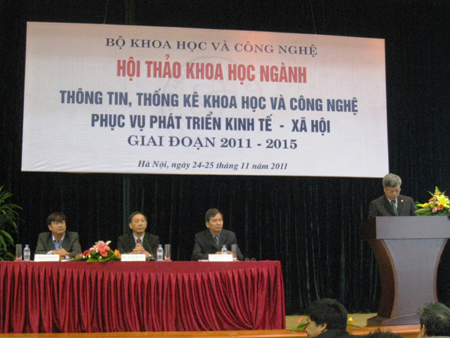 BỘ KHOA HỌC VÀ CÔNG NGHỆ
HỘI THẢO KHOA HỌC NGÀNH
THÔNG TIN, THỐNG KÊ KHOA HỌC VÀ CÔNG NGHỆ
PHỤC VỤ PHÁT TRIỂN KINH TẾ - XÃ HỘI
GIAI ĐOẠN 2011 - 2015
Hà Nội, ngày 24-25 tháng 11 năm 2011